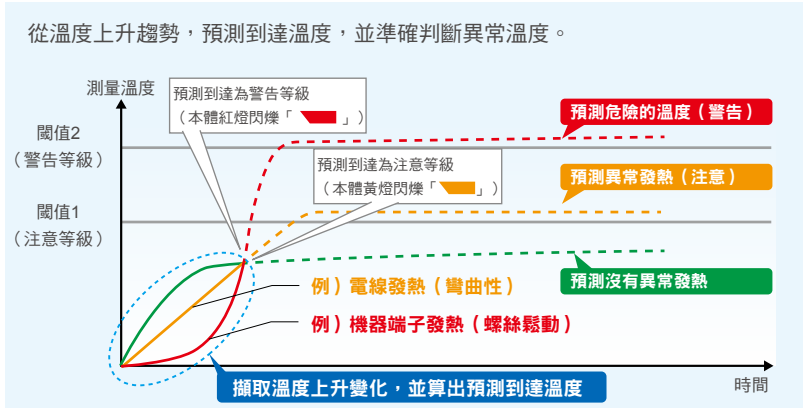 從溫度上升趨勢，預測到達溫度，並準確判斷異常溫度。
測量溫度
預測到達為警告等級
（本體紅燈閃爍「 」）
預測危險的溫度（警告）
閾值2
（警告等級）
預測到達為注意等級
（本體黃燈閃爍「 」）
預測異常發熱（注意）
閾值1
（注意等級）
預測沒有異常發熱
例）電線發熱（彎曲性）
例）機器端子發熱（螺絲鬆動）
擷取溫度上升變化，並算出預測到達溫度
時間